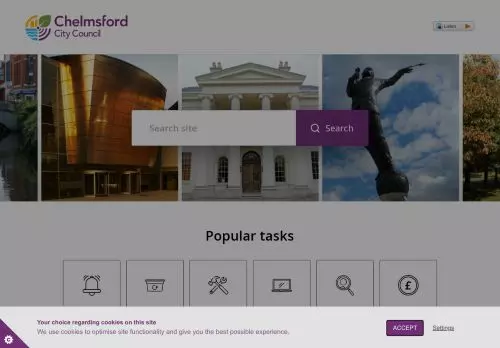 Chelmsford
City Council
Listen
Search site
Search
Popular tasks
£
Your choice regarding cookies on this site
We use cookies to optimise site functionality and give you the best possible experience.
ACCEPT
Settings